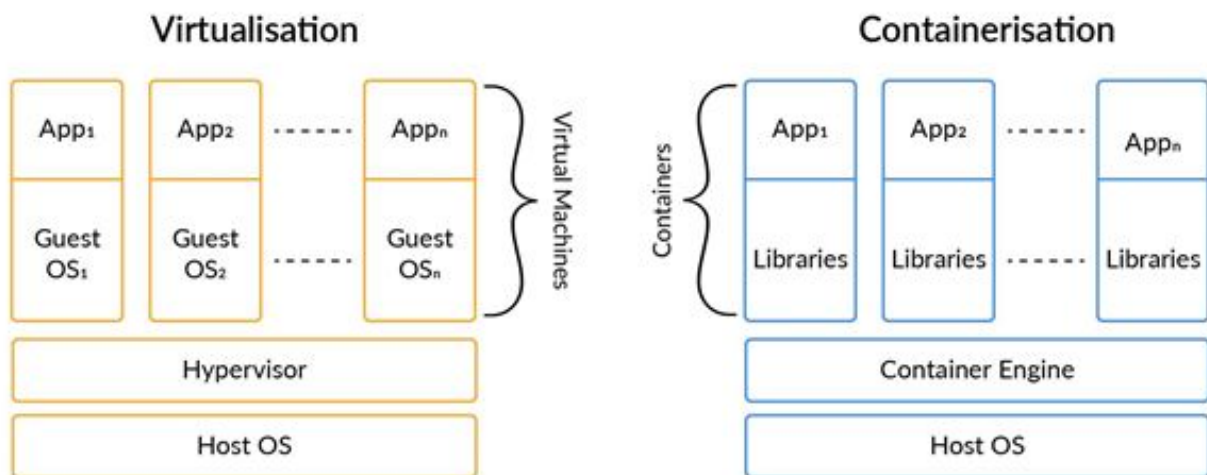 Virtualisation
App₁
App₂
Appₙ
Guest
OS₁
Guest
OS₂
Guest
OSₙ
Virtual Machines
Hypervisor
Host OS
Containerisation
Containers
App₁
App₂
Appₙ
Libraries
Libraries
Libraries
Container Engine
Host OS